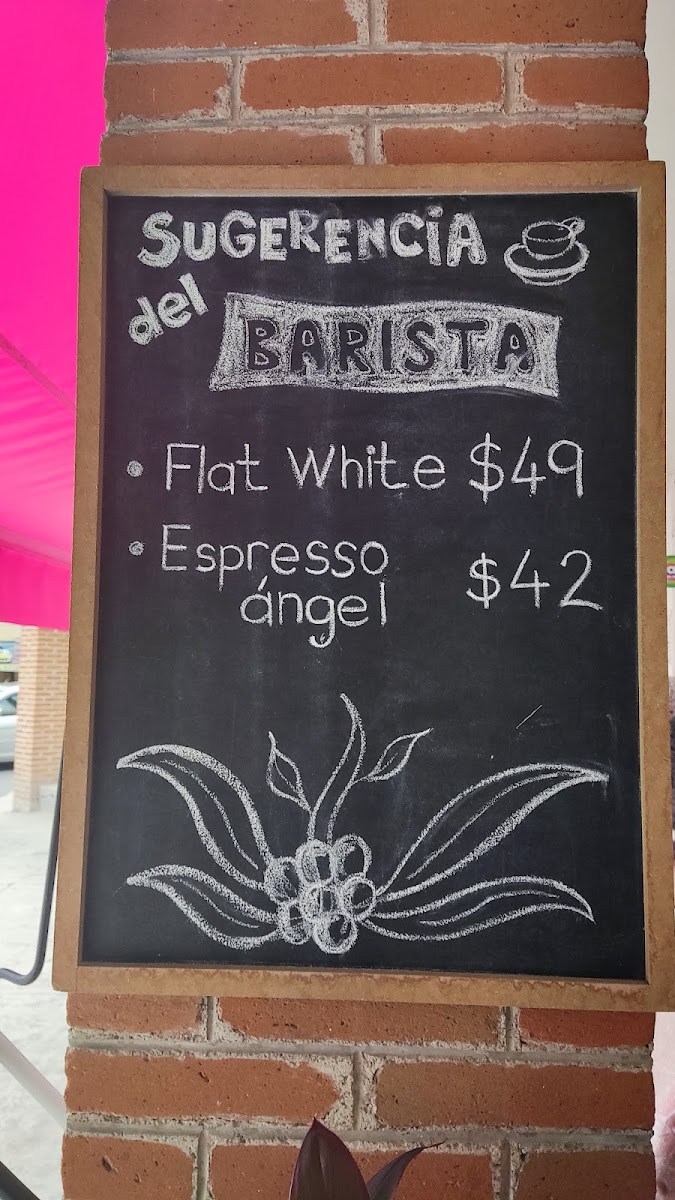 SUGERENCiA
del
BARISTA
• Flat White $49
• Espresso
ángel $42